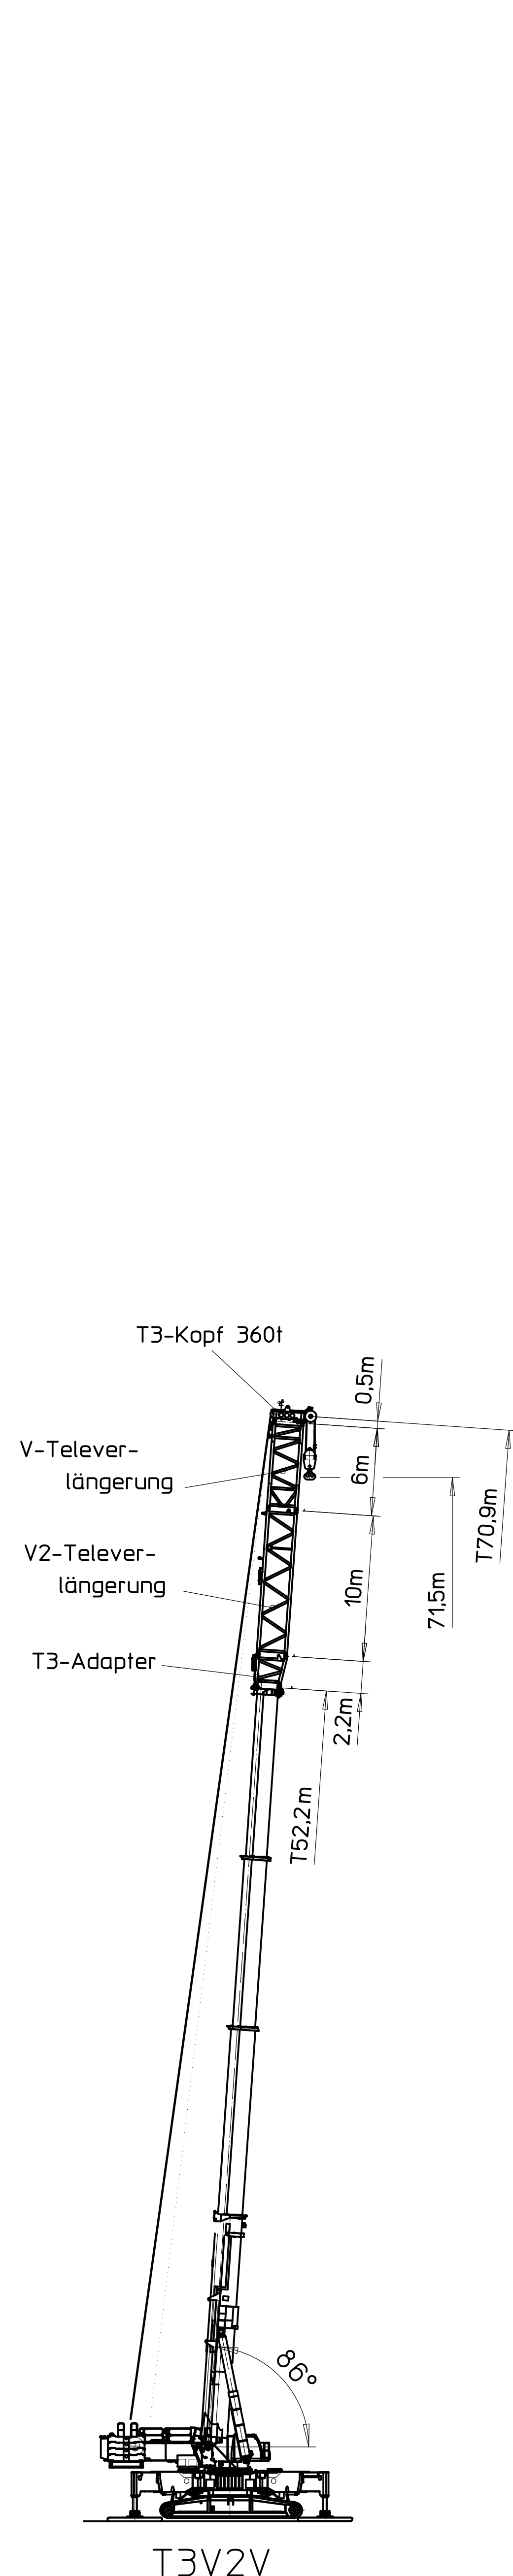 T3-Kopf 360t
0,5m
V-Telever-
längerung
6m
T70,9m
V2-Telever-
längerung
10m
71,5m
T3-Adapter
2,2m
T52,2m
86°
T3V2V